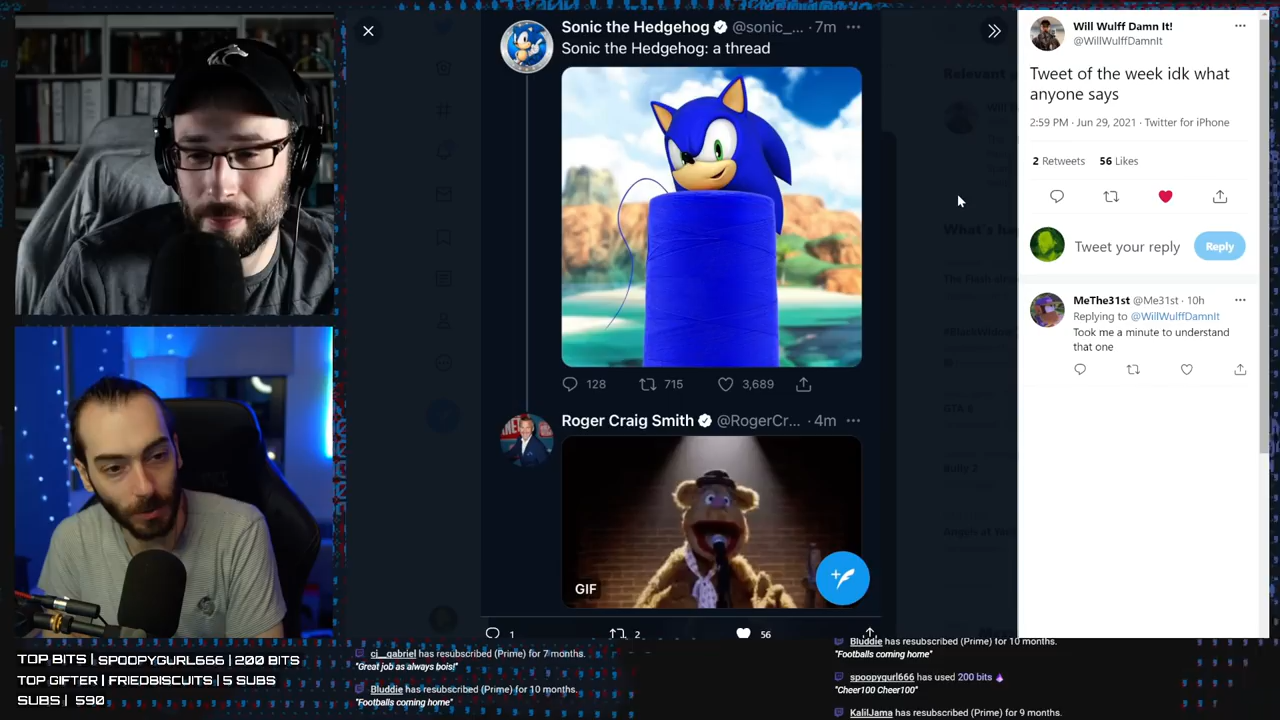 Sonic the Hedgehog @sonic_... · 7m
Sonic the Hedgehog: a thread
128 715 3,689
Roger Craig Smith @RogerCr... · 4m
GIF
1 2 56
Will Wulff Damn It!
@WillWulffDamnIt
Tweet of the week idk what
anyone says
2:59 PM · Jun 29, 2021 · Twitter for iPhone
2 Retweets 56 Likes
Tweet your reply Reply
MeThe31st @Me31st · 10h
Replying to @WillWulffDamnIt
Took me a minute to understand
that one
TOP BITS | SPOOPYGURL666 | 200 BITS
TOP GIFTER | FRIEDBISCUITS | 5 SUBS
SUBS | 590
ci_gabriel has resubscribed (Prime) for 7 months.
"Great job as always bois!"
Bluddie has resubscribed (Prime) for 10 months.
"Footballs coming home"
Bluddie has resubscribed (Prime) for 10 months.
"Footballs coming home"
spoopygurl666 has used 200 bits
"Cheer100 Cheer100"
KalilJama has resubscribed (Prime) for 9 months.